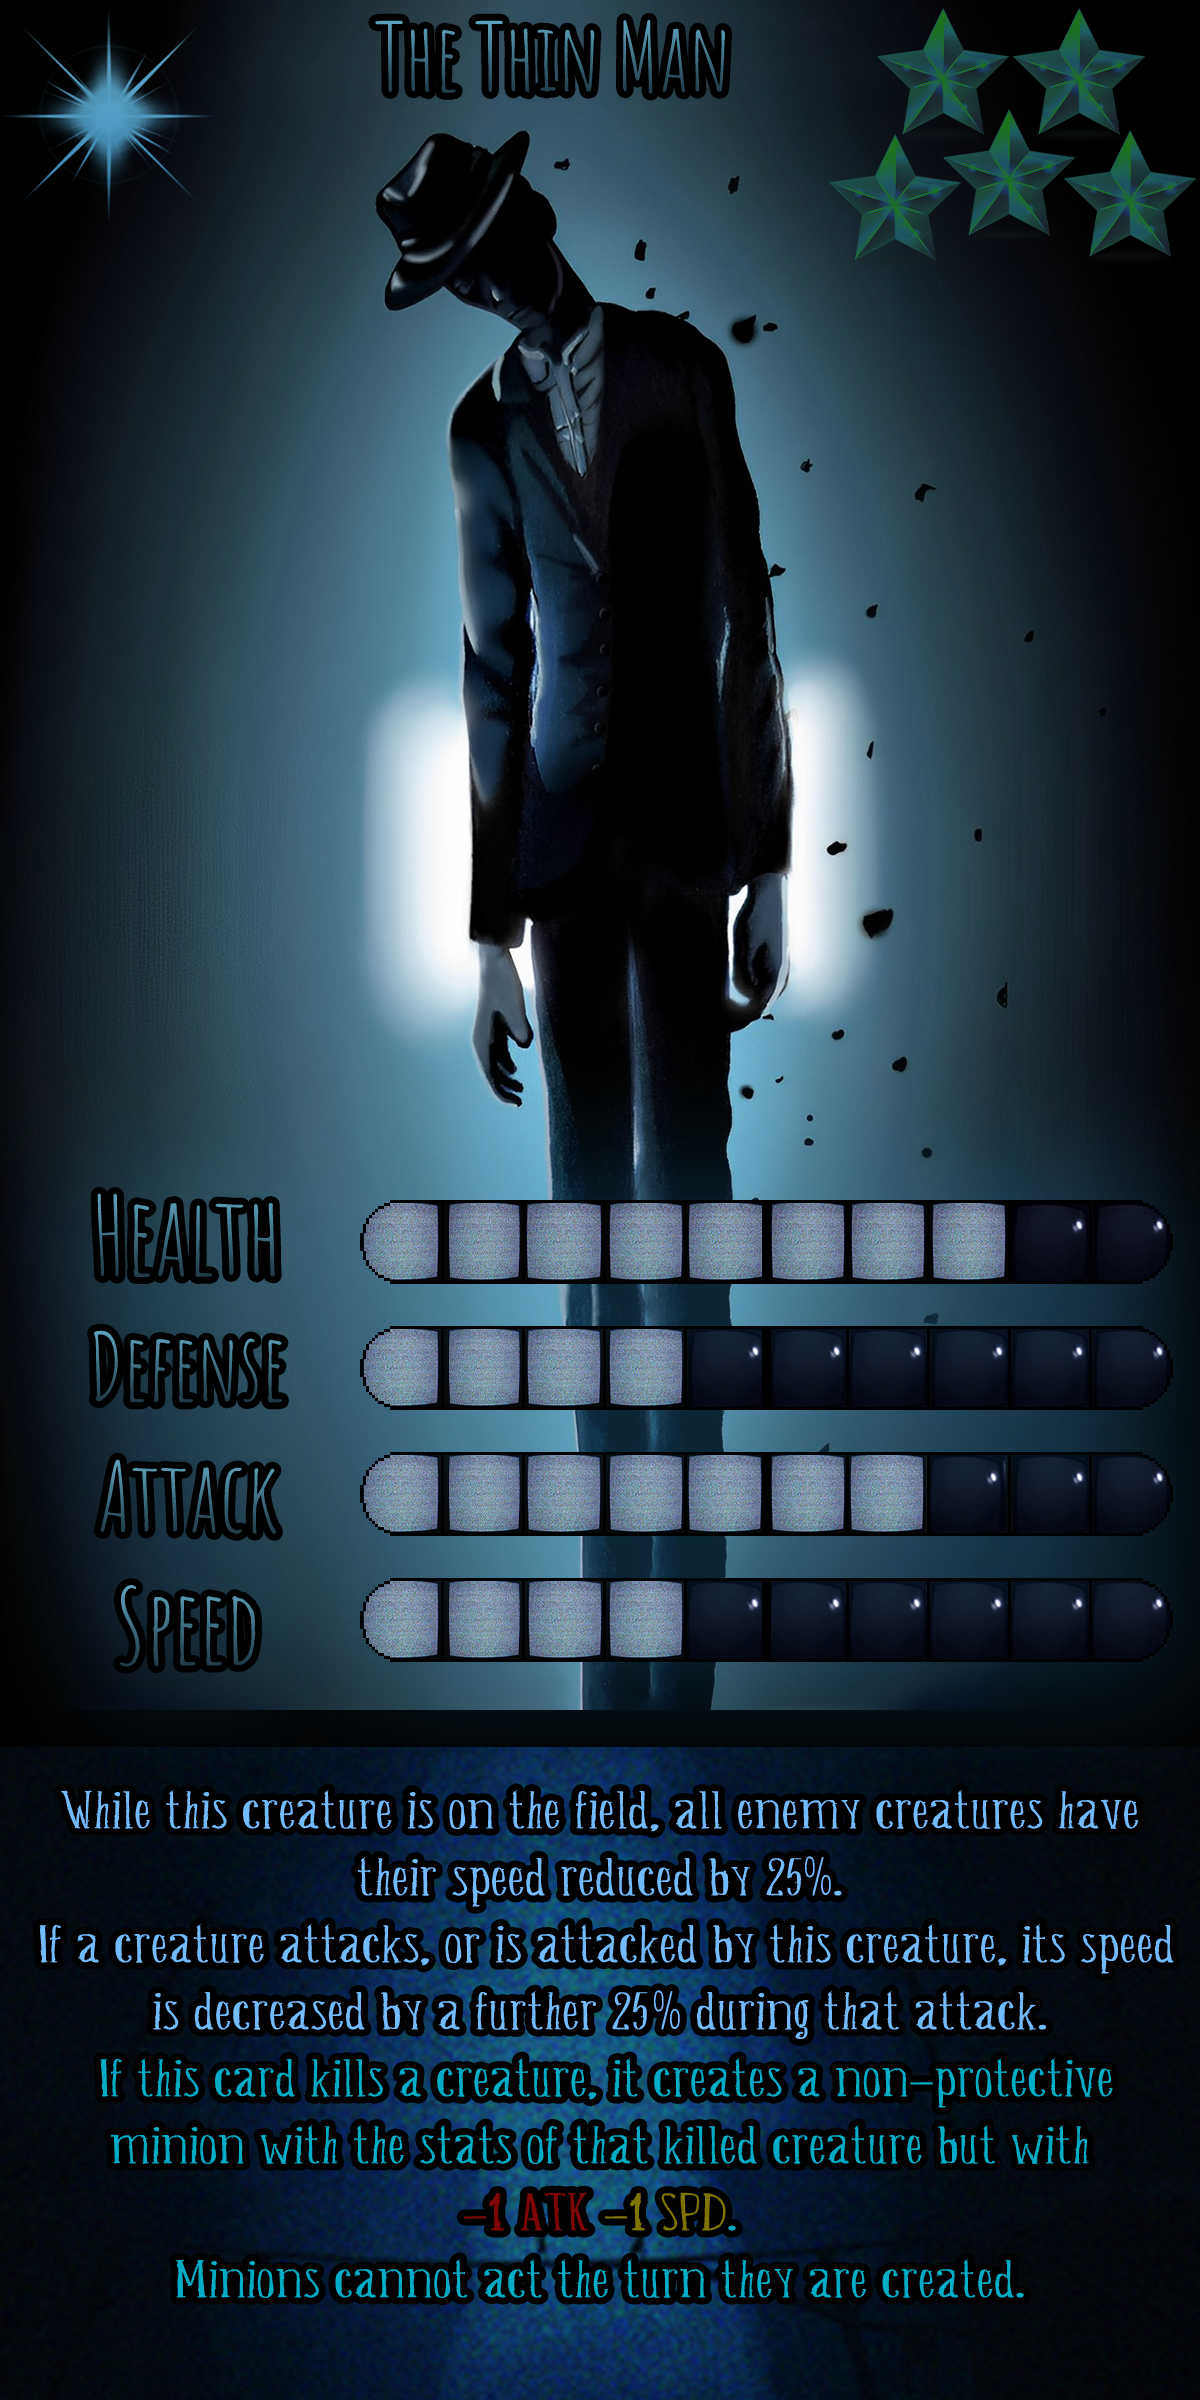 The Thin Man
Health
Defense
Attack
Speed
While this creature is on the field, all enemy creatures have
their speed reduced by 25%.
If a creature attacks, or is attacked by this creature, its speed
is decreased by a further 25% during that attack.
If this card kills a creature, it creates a non-protective
minion with the stats of that killed creature but with
-1 ATK -1 SPD.
Minions cannot act the turn they are created.